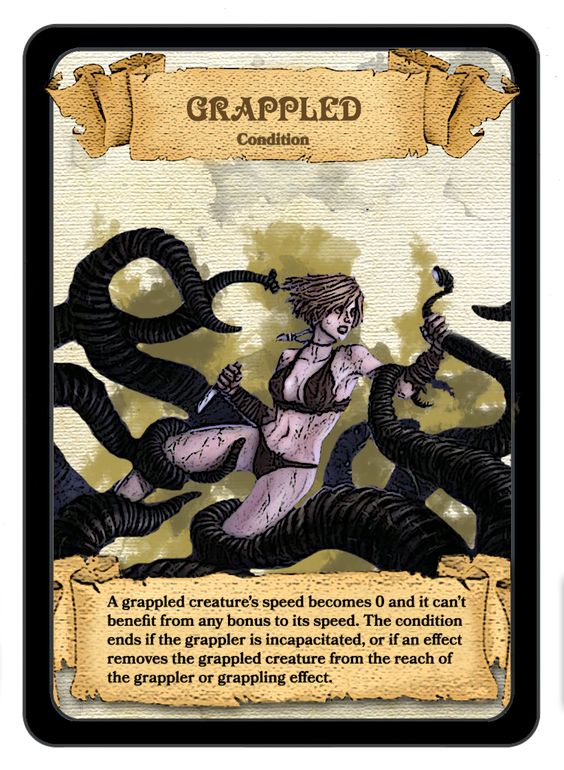 GRAPPLED
Condition
A grappled creature's speed becomes 0 and it can't
benefit from any bonus to its speed. The condition
ends if the grappler is incapacitated, or if an effect
removes the grappled creature from the reach of
the grappler or grappling effect.